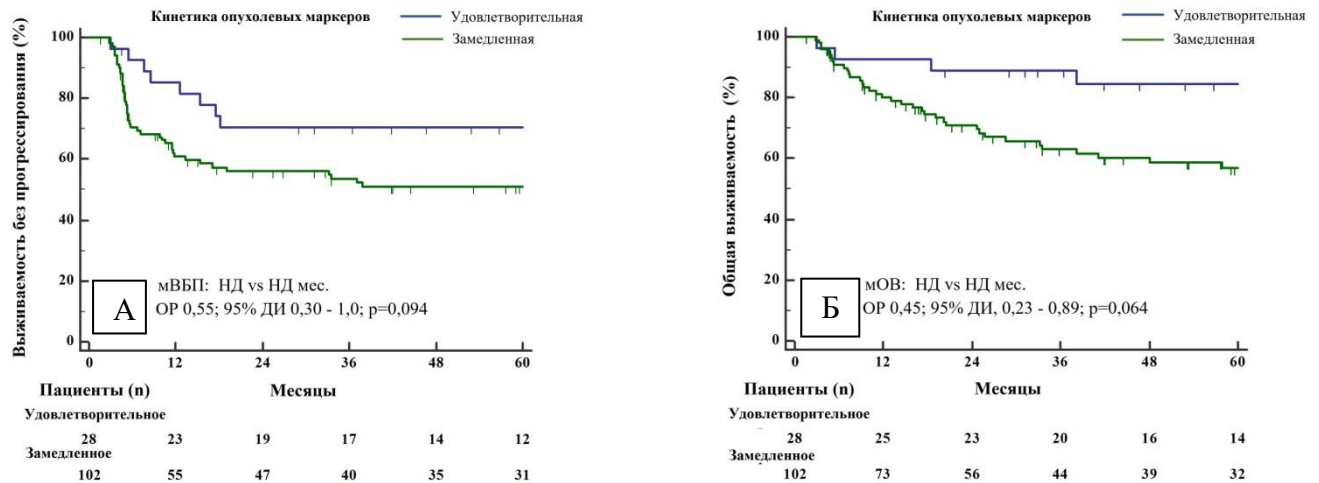 Кинетика опухолевых маркеров
Удовлетворительная
Замедленная
Выживаемость без прогрессирования (%)
100
80
60
40
20
0
А
мВБП: НД vs НД мес.
ОР 0,55; 95% ДИ 0,30 - 1,0; p=0,094
0 12 24 36 48 60
Пациенты (n) Месяцы
Удовлетворительное
28 23 19 17 14 12
Замедленное
102 55 47 40 35 31
Кинетика опухолевых маркеров
Удовлетворительная
Замедленная
Общая выживаемость (%)
100
80
60
40
20
0
Б
мОВ: НД vs НД мес.
ОР 0,45; 95% ДИ, 0,23 - 0,89; p=0,064
0 12 24 36 48 60
Пациенты (n) Месяцы
Удовлетворительное
28 25 23 20 16 14
Замедленное
102 73 56 44 39 32